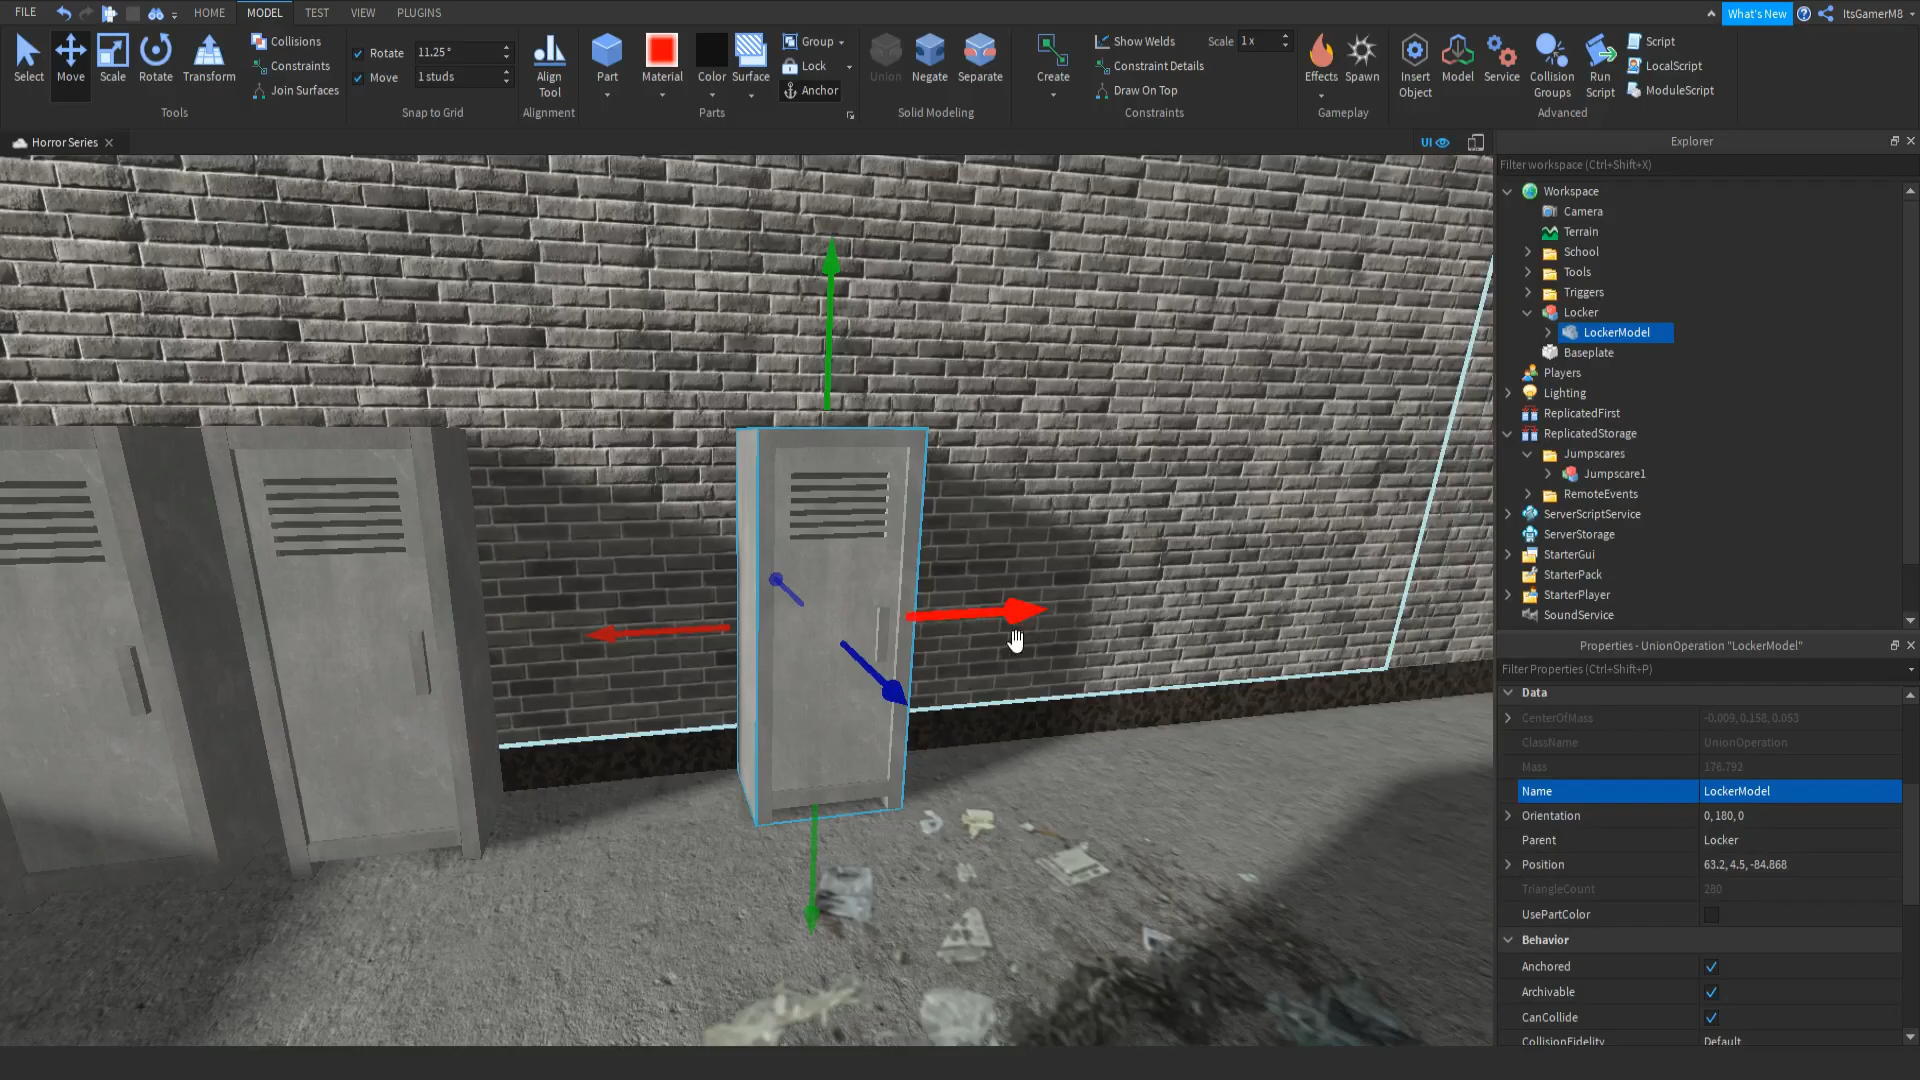 FILE HOME MODEL TEST VIEW PLUGINS What's New ItsGamerM8
Select Move Scale Rotate Transform
Collisions
Constraints
Join Surfaces
Tools
Rotate 11.25°
Move 1 studs
Snap to Grid
Align
Tool
Alignment
Part Material Color Surface
Group
Lock
Anchor
Parts
Union Negate Separate
Solid Modeling
Create
Show Welds Scale 1x
Constraint Details
Draw On Top
Constraints
Effects Spawn
Gameplay
Insert
Object
Model Service
Collision
Groups
Run
Script
Script
LocalScript
ModuleScript
Advanced
Horror Series
UI
Explorer
Filter workspace (Ctrl+Shift+X)
Workspace
Camera
Terrain
School
Tools
Triggers
Locker
LockerModel
Baseplate
Players
Lighting
ReplicatedFirst
ReplicatedStorage
Jumpscares
Jumpscare1
RemoteEvents
ServerScriptService
ServerStorage
StarterGui
StarterPack
StarterPlayer
SoundService
Properties - UnionOperation "LockerModel"
Filter Properties (Ctrl+Shift+P)
Data
CenterOfMass -0.009, 0.158, 0.053
ClassName UnionOperation
Mass 176.792
Name LockerModel
Orientation 0, 180, 0
Parent Locker
Position 63.2, 4.5, -84.868
TriangleCount 280
UsePartColor
Behavior
Anchored
Archivable
CanCollide
CollisionFidelity Default